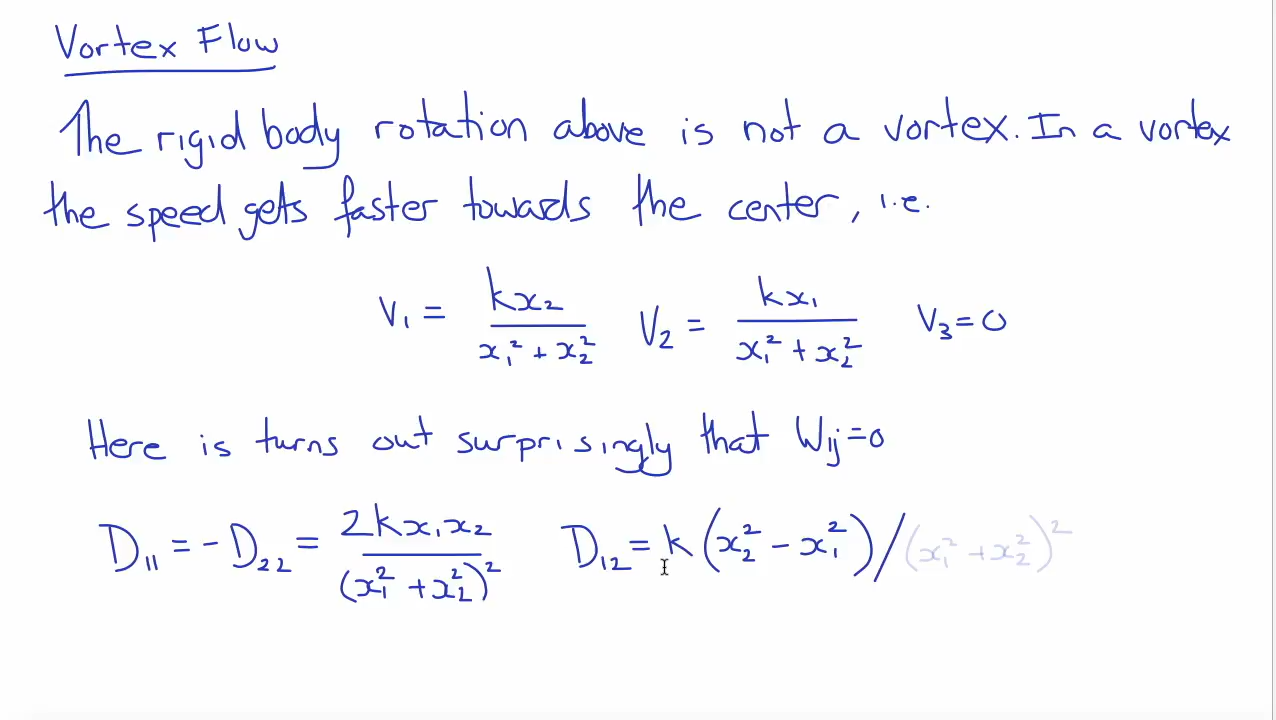 Vortex Flow
The rigid body rotation above is not a vortex. In a vortex
the speed gets faster towards the center, i.e.
V₁ = kx₂ / (x₁² + x₂²)   V₂ = kx₁ / (x₁² + x₂²)   V₃ = 0
Here is turns out surprisingly that Wij = 0
D₁₁ = -D₂₂ = 2kx₁x₂ / (x₁² + x₂²)²   D₁₂ = k(x₂² - x₁²) / (x₁² + x₂²)²